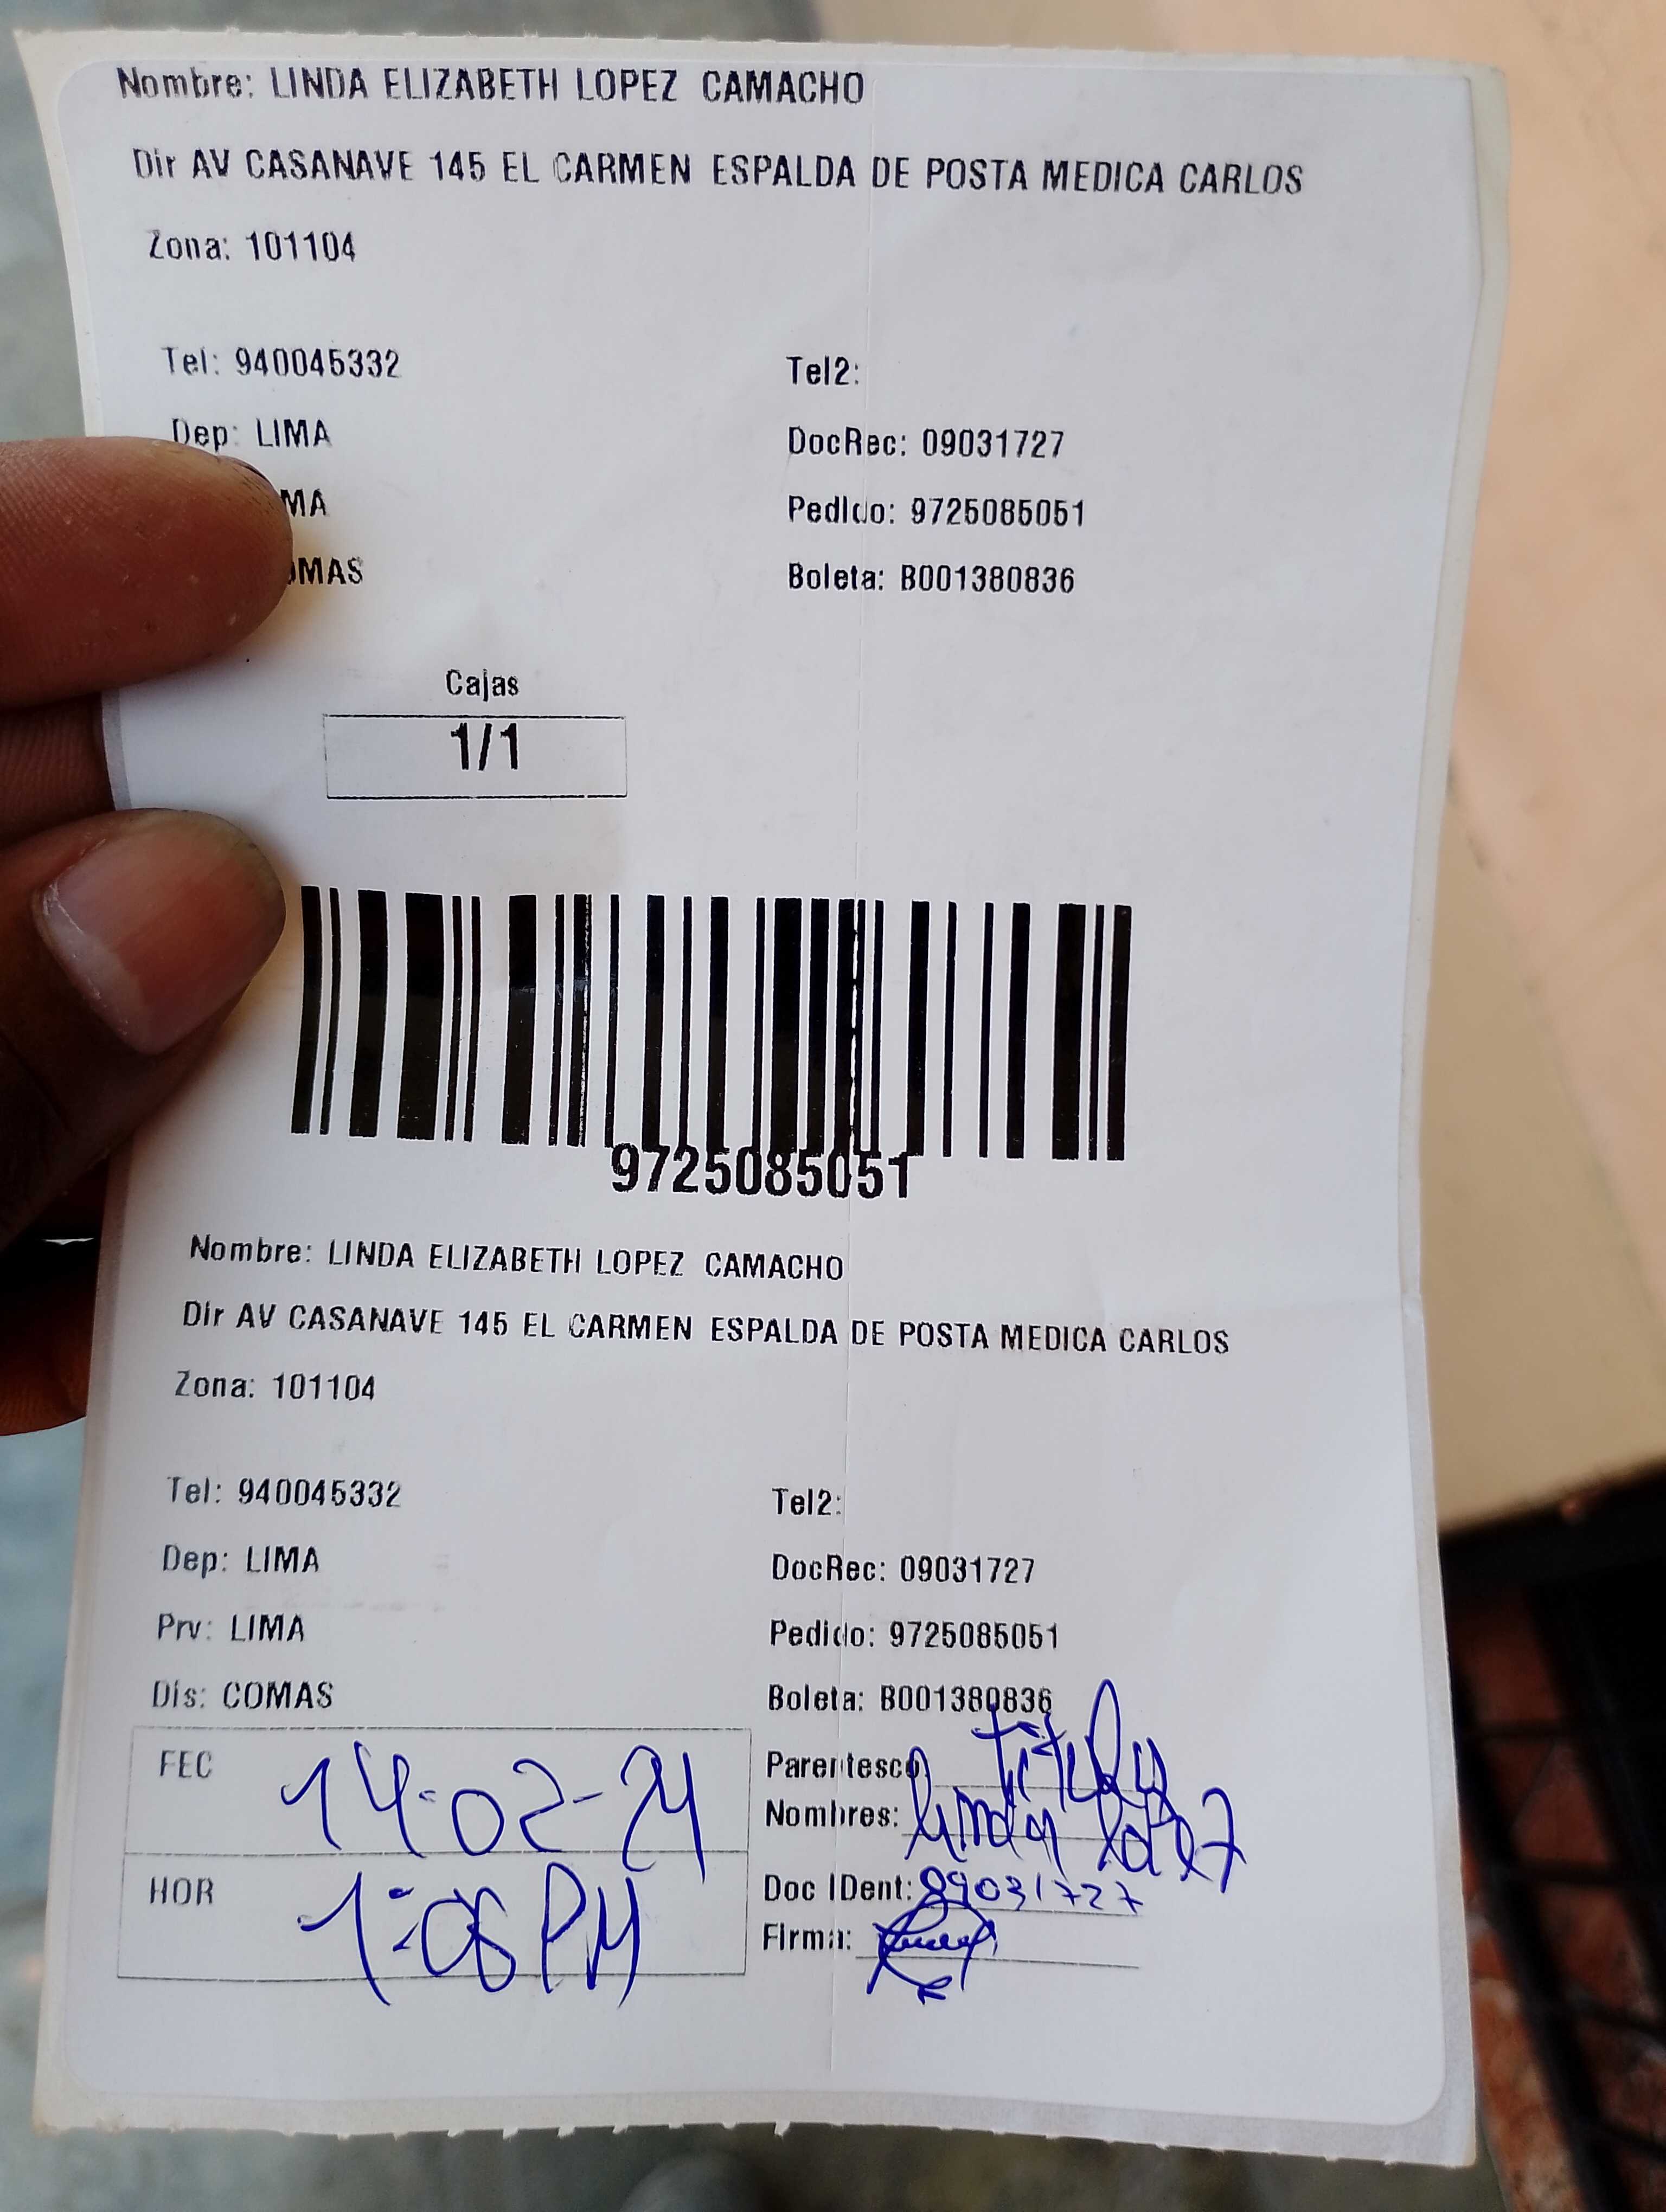 Nombre: LINDA ELIZABETH LOPEZ CAMACHO
Dir AV CASANAVE 145 EL CARMEN ESPALDA DE POSTA MEDICA CARLOS
Zona: 101104
Tel: 940045332 Tel2:
Dep: LIMA DocRec: 09031727
MA Pedido: 9725085051
OMAS Boleta: B001380836
Cajas
1/1
9725085051
Nombre: LINDA ELIZABETH LOPEZ CAMACHO
Dir AV CASANAVE 145 EL CARMEN ESPALDA DE POSTA MEDICA CARLOS
Zona: 101104
Tel: 940045332 Tel2:
Dep: LIMA DocRec: 09031727
Prv: LIMA Pedido: 9725085051
Dis: COMAS Boleta: B001380836
FEC 14-02-24 Parentesco: titular
Nombres: Linda Lopez
HOR 1:08 PM Doc IDent: 09031727
Firma: